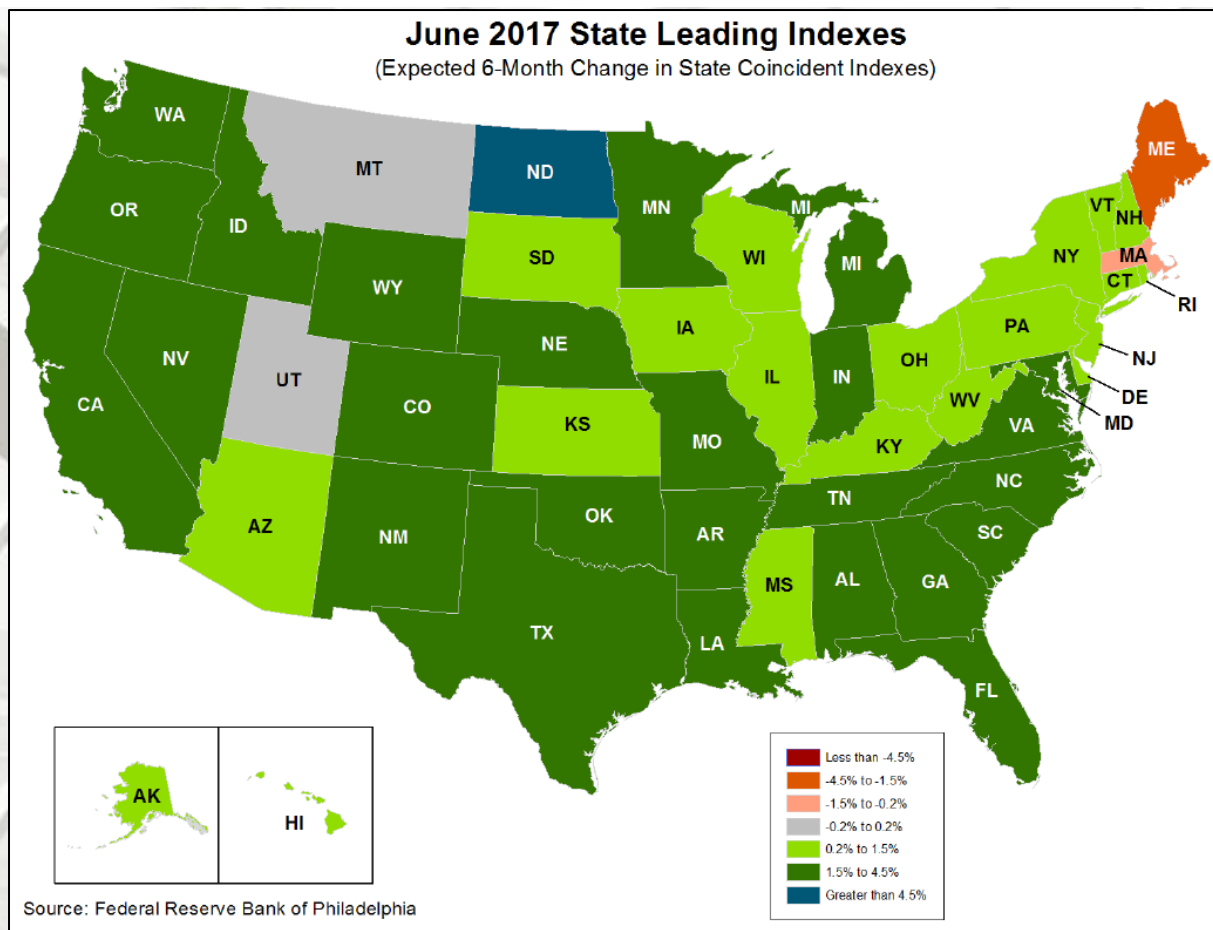 June 2017 State Leading Indexes
(Expected 6-Month Change in State Coincident Indexes)
WA
MT
ND
ME
OR
ID
MN
MI
VT
NH
SD
WI
MI
NY
MA
WY
CT
RI
IA
PA
NE
NV
UT
IL
IN
OH
NJ
CA
CO
WV
DE
KS
MD
MO
KY
VA
TN
NC
AZ
OK
NM
AR
SC
MS
AL
GA
TX
LA
FL
AK
HI
Less than -4.5%
-4.5% to -1.5%
-1.5% to -0.2%
-0.2% to 0.2%
0.2% to 1.5%
1.5% to 4.5%
Greater than 4.5%
Source: Federal Reserve Bank of Philadelphia